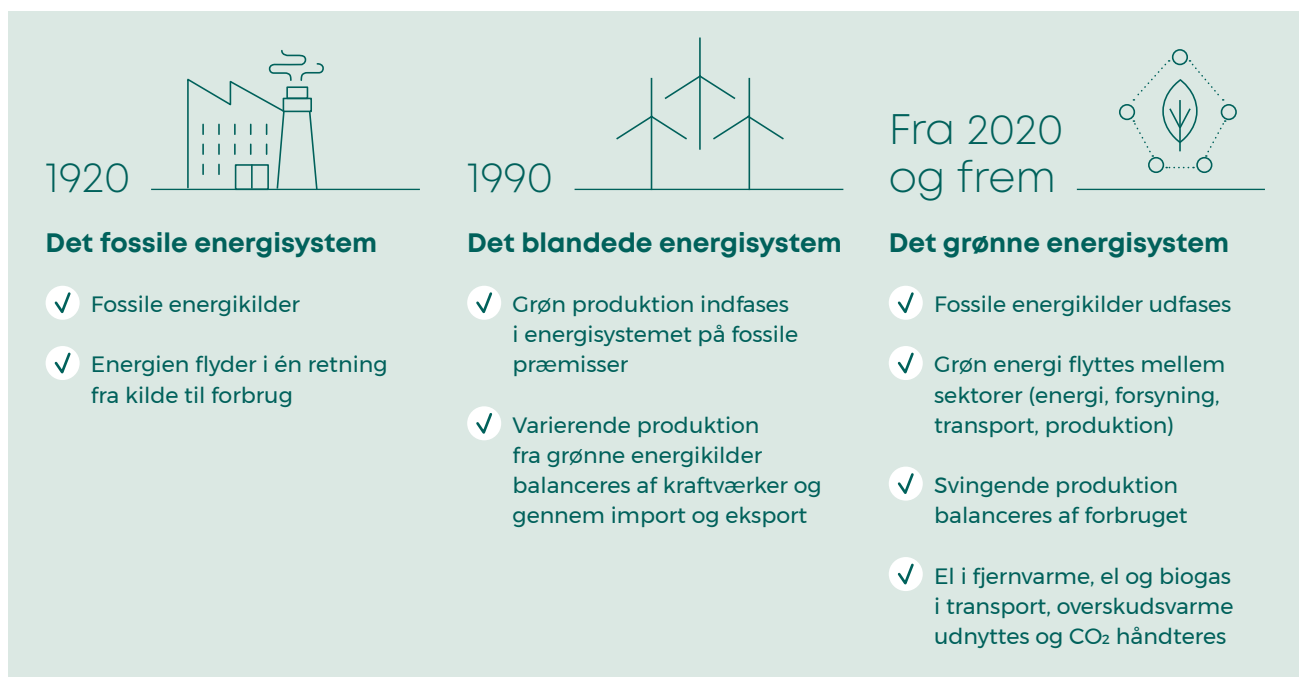 1920
Det fossile energisystem
Fossile energikilder
Energien flyder i én retning
fra kilde til forbrug
1990
Det blandede energisystem
Grøn produktion indfases
i energisystemet på fossile
præmisser
Varierende produktion
fra grønne energikilder
balanceres af kraftværker og
gennem import og eksport
Fra 2020
og frem
Det grønne energisystem
Fossile energikilder udfases
Grøn energi flyttes mellem
sektorer (energi, forsyning,
transport, produktion)
Svingende produktion
balanceres af forbruget
El i fjernvarme, el og biogas
i transport, overskudsvarme
udnyttes og CO₂ håndteres